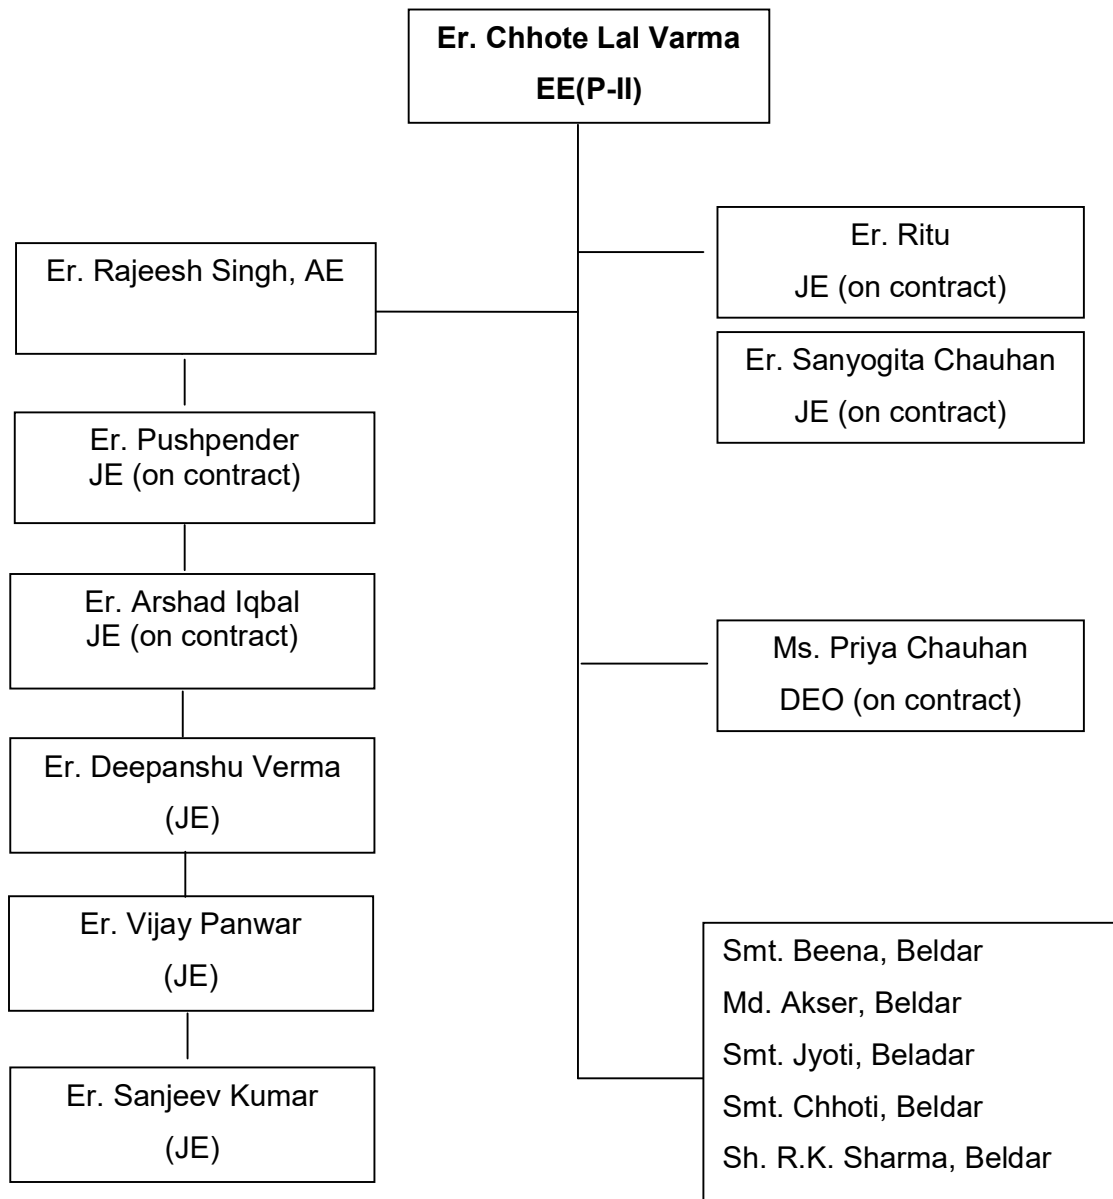 Er. Chhote Lal Varma
EE(P-II)
Er. Rajeesh Singh, AE
Er. Pushpender
JE (on contract)
Er. Arshad Iqbal
JE (on contract)
Er. Deepanshu Verma
(JE)
Er. Vijay Panwar
(JE)
Er. Sanjeev Kumar
(JE)
Er. Ritu
JE (on contract)
Er. Sanyogita Chauhan
JE (on contract)
Ms. Priya Chauhan
DEO (on contract)
Smt. Beena, Beldar
Md. Akser, Beldar
Smt. Jyoti, Beladar
Smt. Chhoti, Beldar
Sh. R.K. Sharma, Beldar